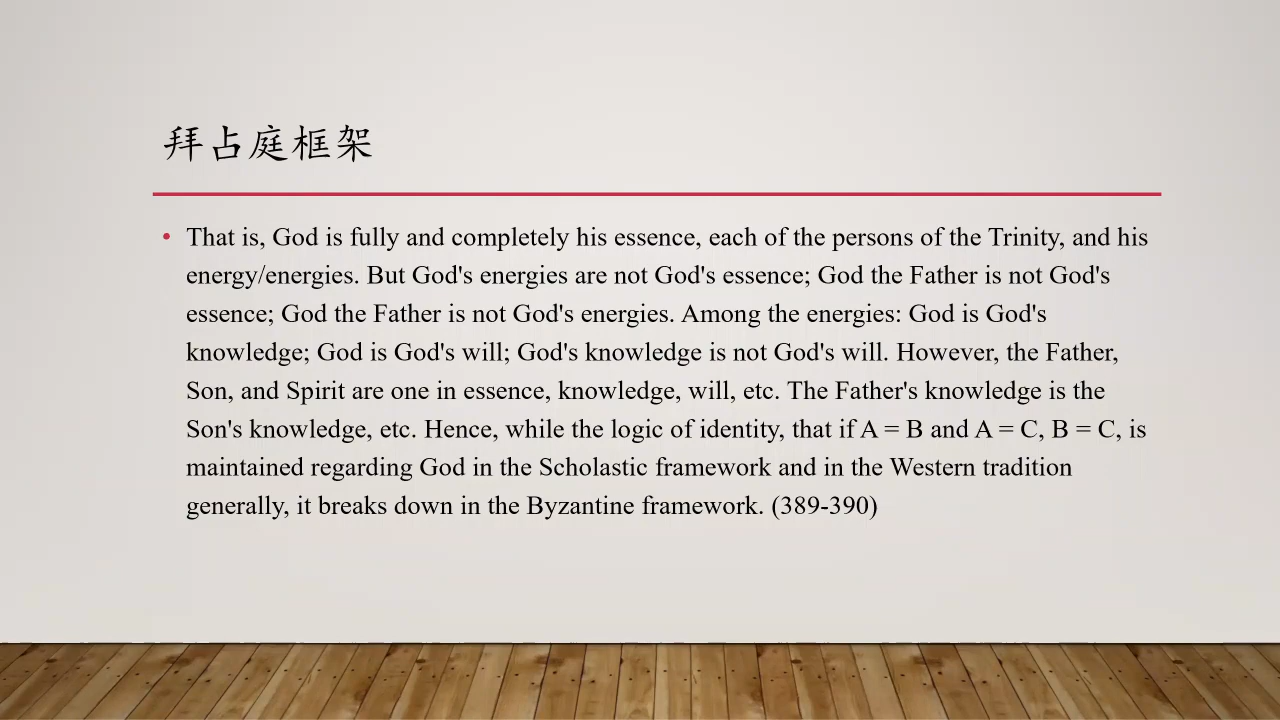 拜占庭框架
• That is, God is fully and completely his essence, each of the persons of the Trinity, and his
energy/energies. But God's energies are not God's essence; God the Father is not God's
essence; God the Father is not God's energies. Among the energies: God is God's
knowledge; God is God's will; God's knowledge is not God's will. However, the Father,
Son, and Spirit are one in essence, knowledge, will, etc. The Father's knowledge is the
Son's knowledge, etc. Hence, while the logic of identity, that if A = B and A = C, B = C, is
maintained regarding God in the Scholastic framework and in the Western tradition
generally, it breaks down in the Byzantine framework. (389-390)